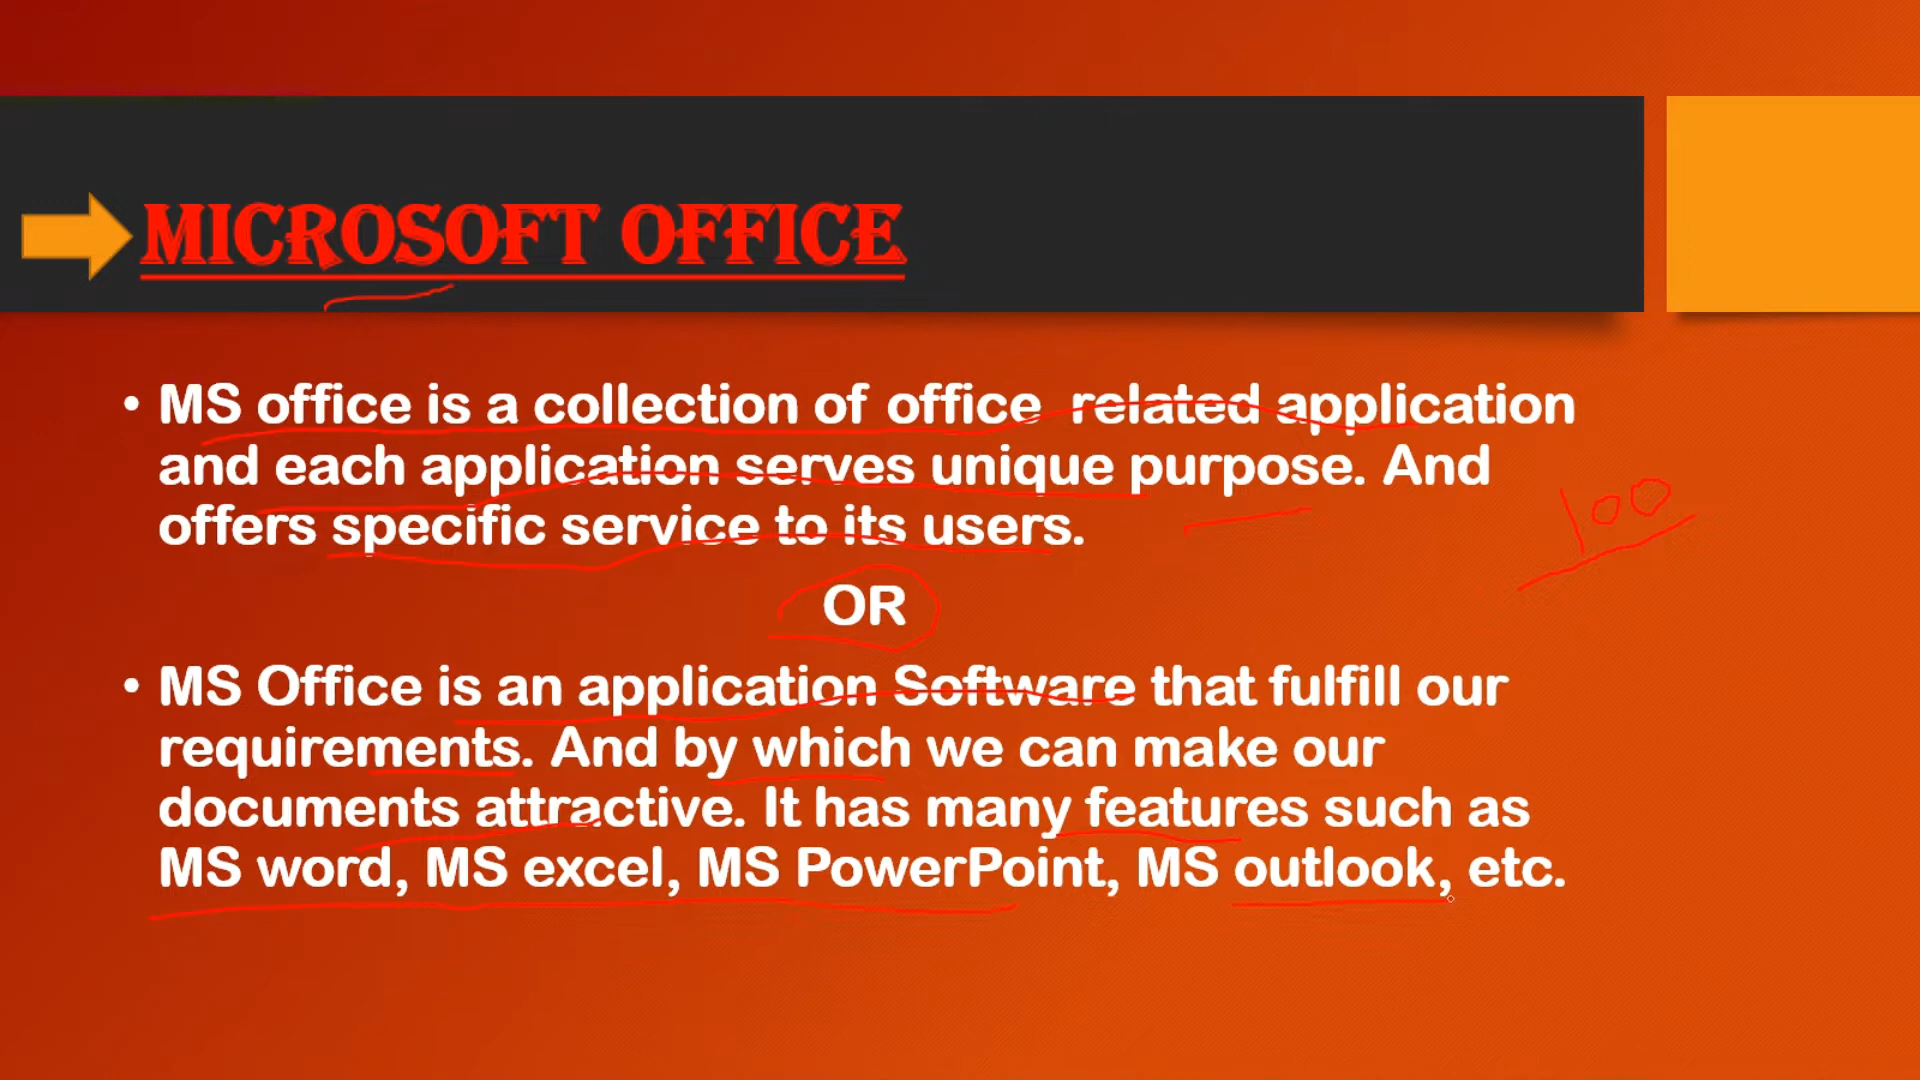 MICROSOFT OFFICE
• MS office is a collection of office related application
and each application serves unique purpose. And
offers specific service to its users.
100
OR
• MS Office is an application Software that fulfill our
requirements. And by which we can make our
documents attractive. It has many features such as
MS word, MS excel, MS PowerPoint, MS outlook, etc.